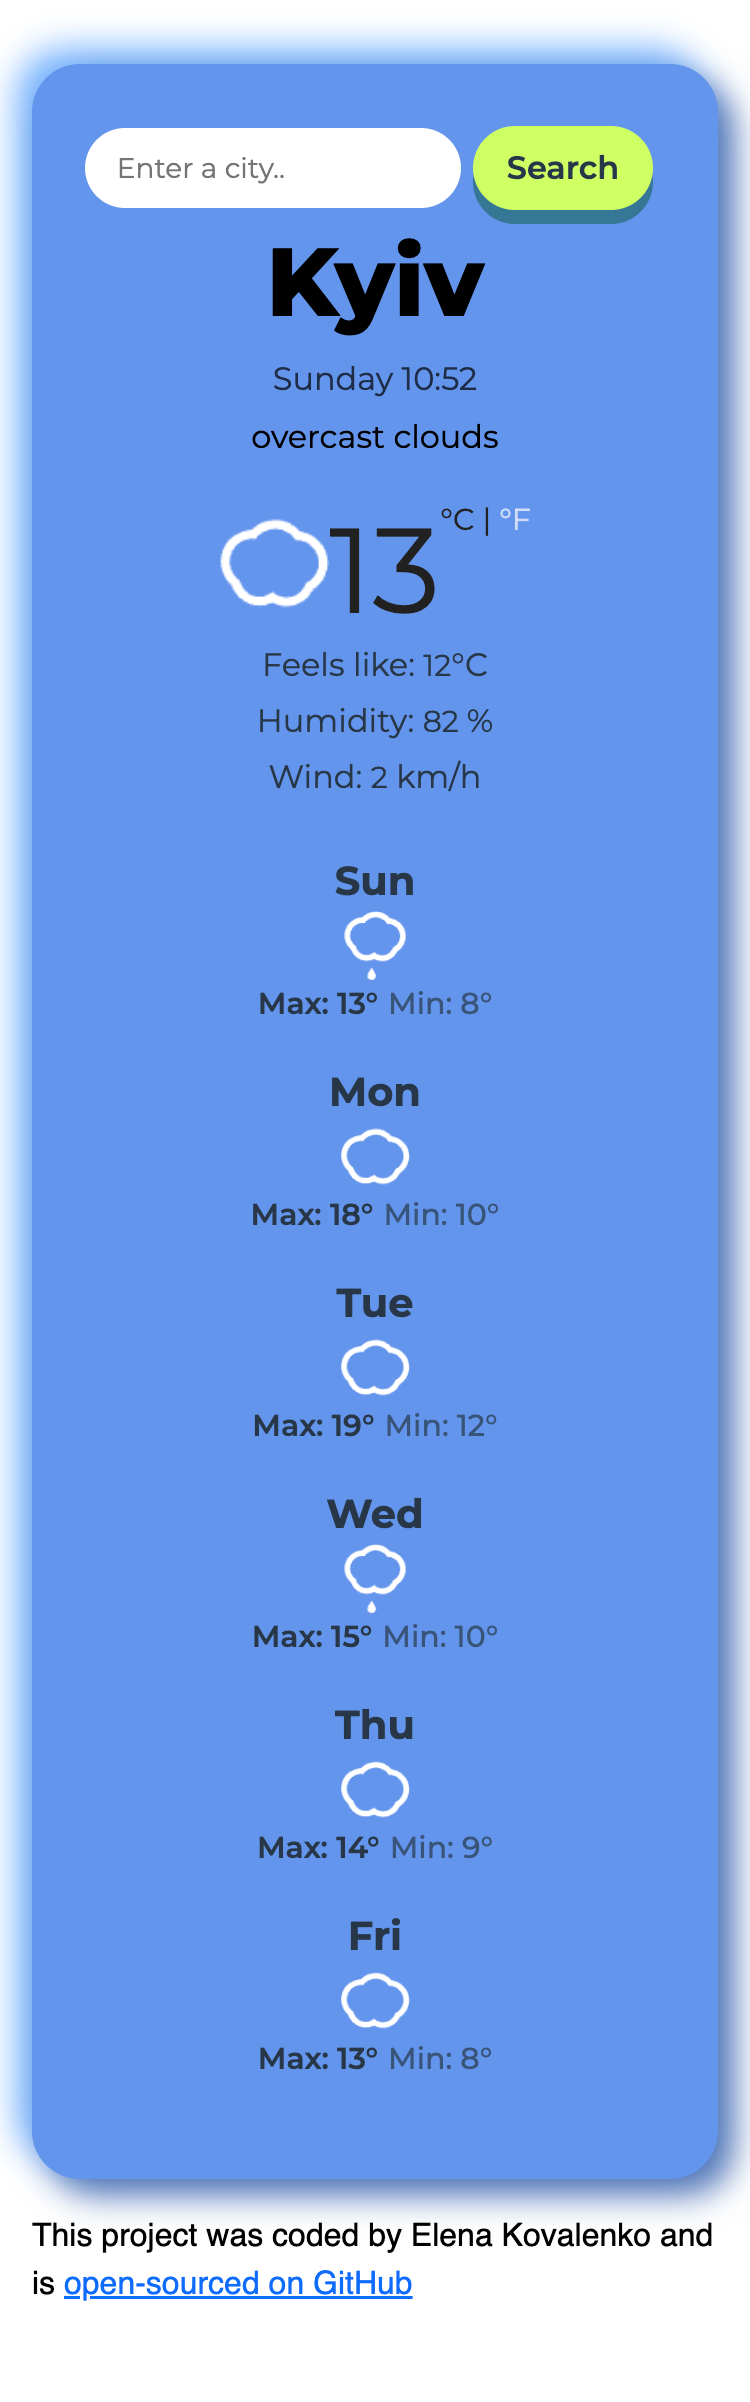 Enter a city..
Search
Kyiv
Sunday 10:52
overcast clouds
13 °C | °F
Feels like: 12°C
Humidity: 82 %
Wind: 2 km/h
Sun
Max: 13° Min: 8°
Mon
Max: 18° Min: 10°
Tue
Max: 19° Min: 12°
Wed
Max: 15° Min: 10°
Thu
Max: 14° Min: 9°
Fri
Max: 13° Min: 8°
This project was coded by Elena Kovalenko and
is open-sourced on GitHub